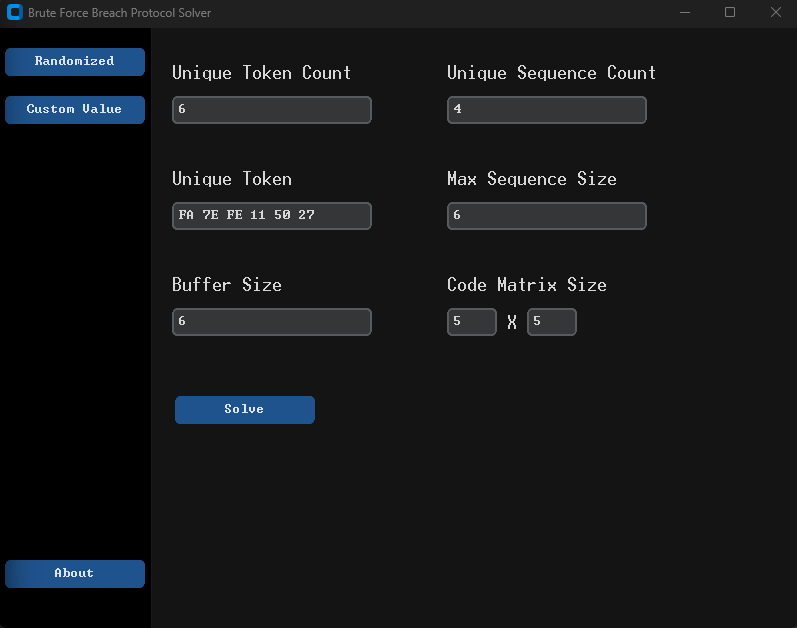 Brute Force Breach Protocol Solver
Randomized
Custom Value
Unique Token Count
6
Unique Sequence Count
4
Unique Token
FA 7E FE 11 50 27
Max Sequence Size
6
Buffer Size
6
Code Matrix Size
5 X 5
Solve
About